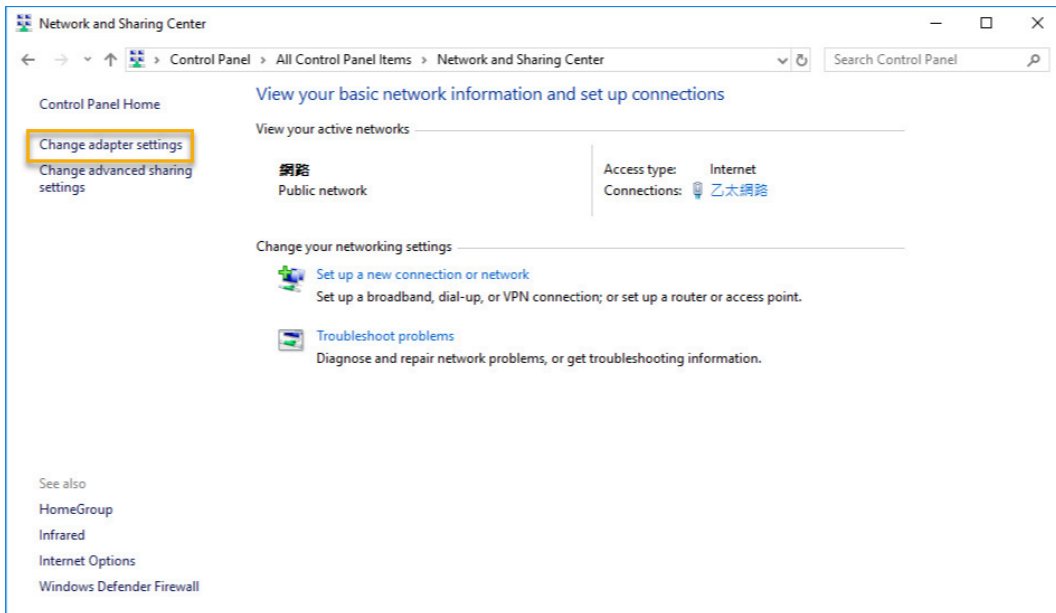 Network and Sharing Center
Control Panel > All Control Panel Items > Network and Sharing Center
Search Control Panel
Control Panel Home
Change adapter settings
Change advanced sharing
settings
View your basic network information and set up connections
View your active networks
網路
Public network
Access type: Internet
Connections: 乙太網路
Change your networking settings
Set up a new connection or network
Set up a broadband, dial-up, or VPN connection; or set up a router or access point.
Troubleshoot problems
Diagnose and repair network problems, or get troubleshooting information.
See also
HomeGroup
Infrared
Internet Options
Windows Defender Firewall